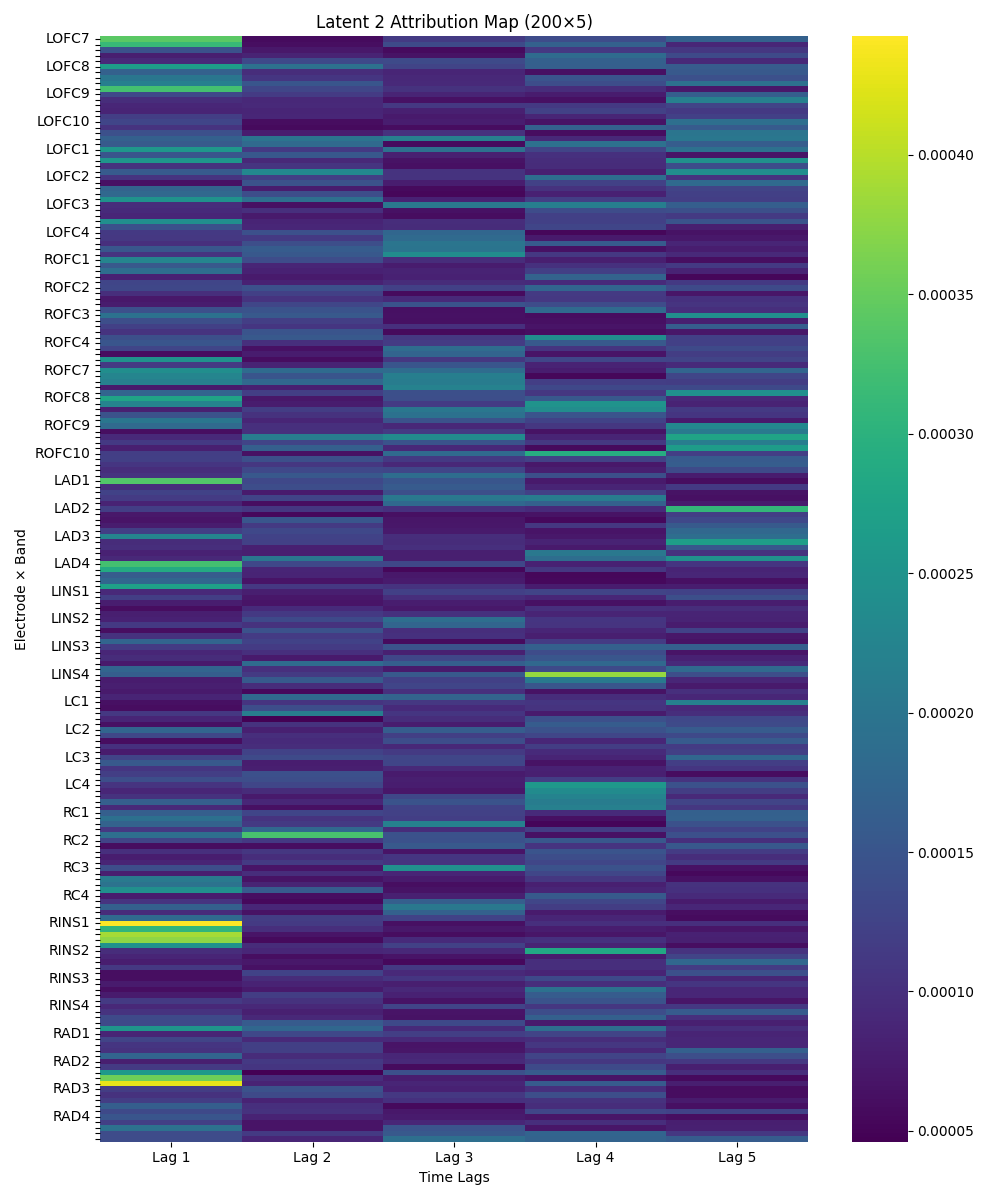 Latent 2 Attribution Map (200×5)
LOFC7
LOFC8
LOFC9
LOFC10
LOFC1
LOFC2
LOFC3
LOFC4
ROFC1
ROFC2
ROFC3
ROFC4
ROFC7
ROFC8
ROFC9
ROFC10
LAD1
LAD2
LAD3
LAD4
LINS1
LINS2
LINS3
LINS4
LC1
LC2
LC3
LC4
RC1
RC2
RC3
RC4
RINS1
RINS2
RINS3
RINS4
RAD1
RAD2
RAD3
RAD4
Electrode × Band
Lag 1 Lag 2 Lag 3 Lag 4 Lag 5
Time Lags
0.00040
0.00035
0.00030
0.00025
0.00020
0.00015
0.00010
0.00005